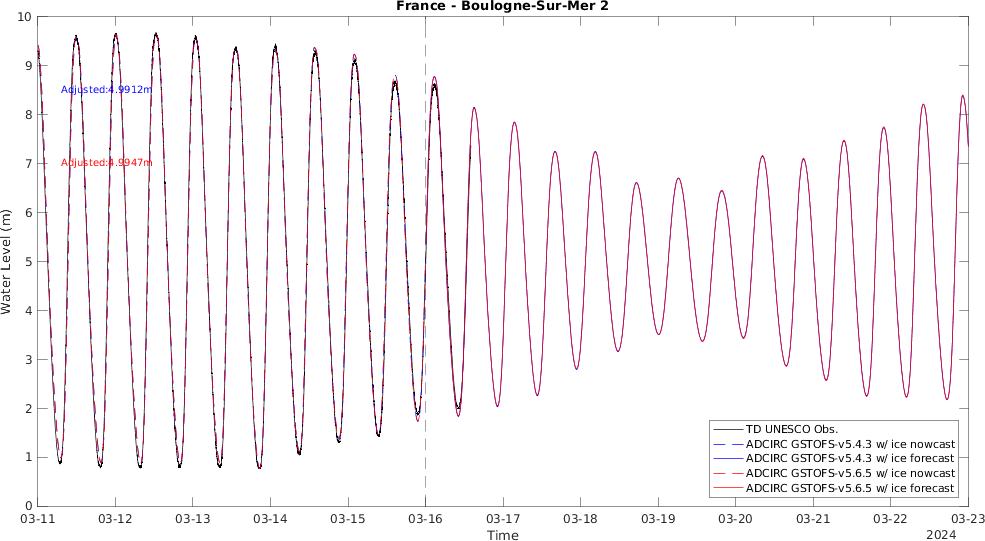 France - Boulogne-Sur-Mer 2
10
9
8
7
6
5
4
3
2
1
0
Water Level (m)
Adjusted:4.9912m
Adjusted:4.9947m
TD UNESCO Obs.
ADCIRC GSTOFS-v5.4.3 w/ ice nowcast
ADCIRC GSTOFS-v5.4.3 w/ ice forecast
ADCIRC GSTOFS-v5.6.5 w/ ice nowcast
ADCIRC GSTOFS-v5.6.5 w/ ice forecast
03-11 03-12 03-13 03-14 03-15 03-16 03-17 03-18 03-19 03-20 03-21 03-22 03-23
Time
2024